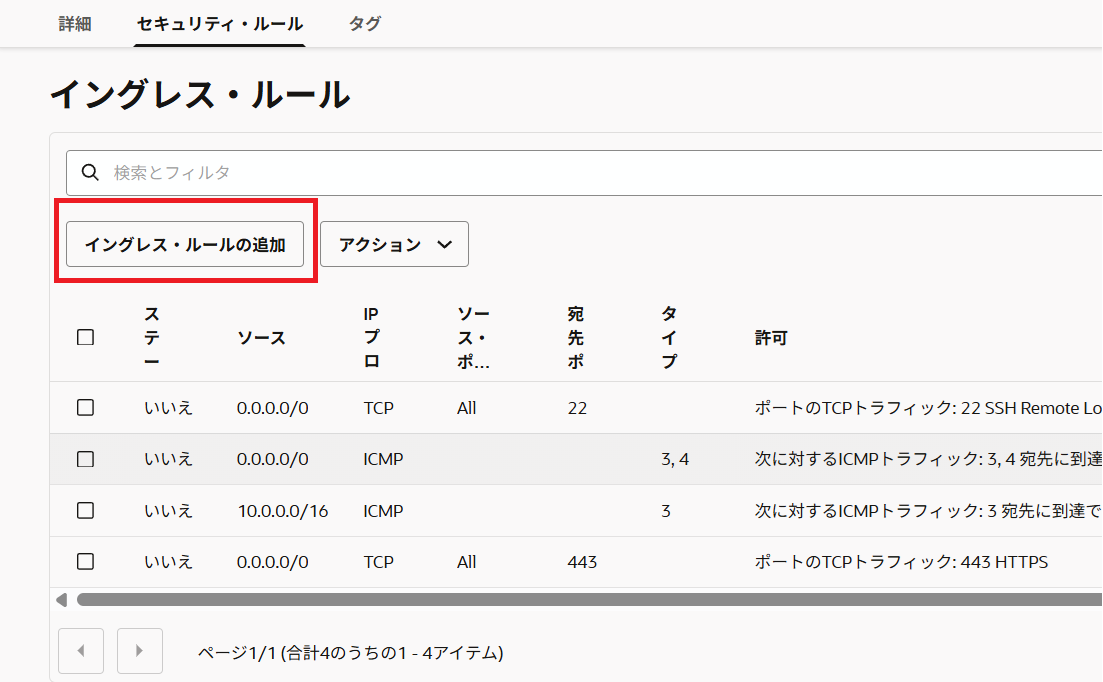 詳細 セキュリティ・ルール タグ
イングレス・ルール
検索とフィルタ
イングレス・ルールの追加 アクション
ステー ソース IPプロ ソース・ポ... 宛先ポ タイプ 許可
いいえ 0.0.0.0/0 TCP All 22 ポートのTCPトラフィック: 22 SSH Remote Lo
いいえ 0.0.0.0/0 ICMP 3, 4 次に対するICMPトラフィック: 3, 4 宛先に到達
いいえ 10.0.0.0/16 ICMP 3 次に対するICMPトラフィック: 3 宛先に到達で
いいえ 0.0.0.0/0 TCP All 443 ポートのTCPトラフィック: 443 HTTPS
ページ1/1 (合計4のうちの1 - 4アイテム)